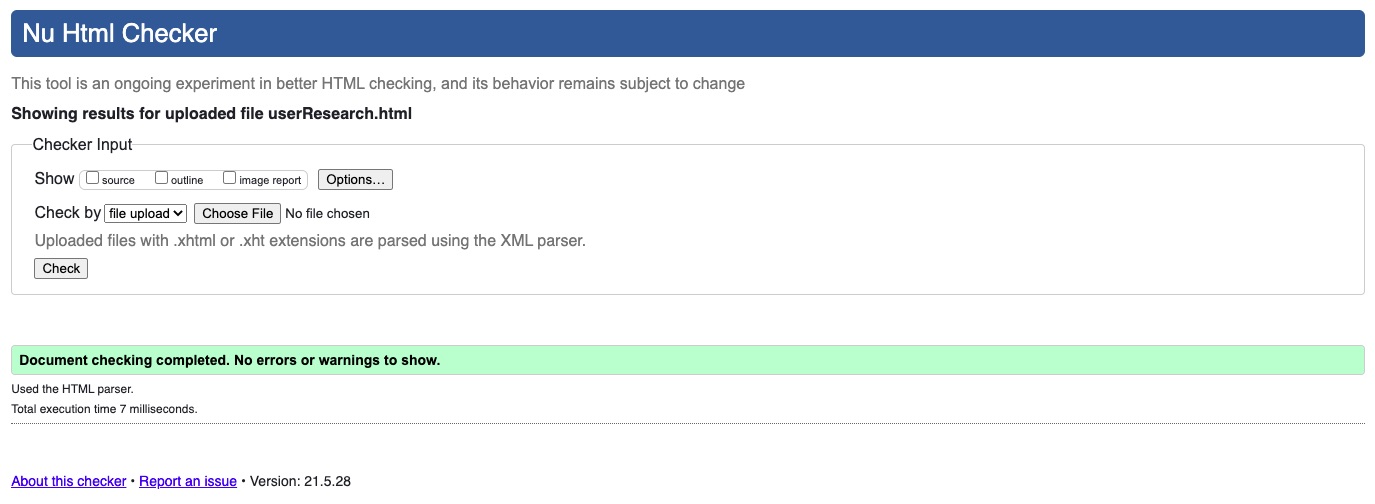 Nu Html Checker
This tool is an ongoing experiment in better HTML checking, and its behavior remains subject to change
Showing results for uploaded file userResearch.html
Checker Input
Show source outline image report Options...
Check by file upload Choose File No file chosen
Uploaded files with .xhtml or .xht extensions are parsed using the XML parser.
Check
Document checking completed. No errors or warnings to show.
Used the HTML parser.
Total execution time 7 milliseconds.
About this checker • Report an issue • Version: 21.5.28